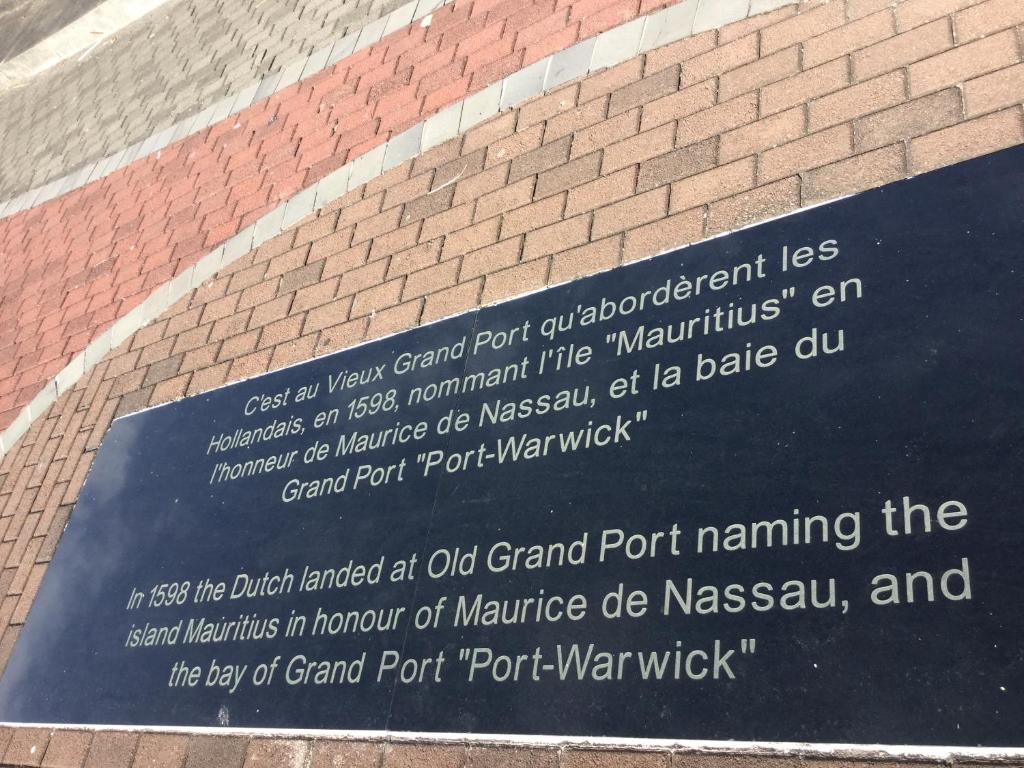 C'est au Vieux Grand Port qu'abordèrent les
Hollandais, en 1598, nommant l'île "Mauritius" en
l'honneur de Maurice de Nassau, et la baie du
Grand Port "Port-Warwick"
In 1598 the Dutch landed at Old Grand Port naming the
island Mauritius in honour of Maurice de Nassau, and
the bay of Grand Port "Port-Warwick"